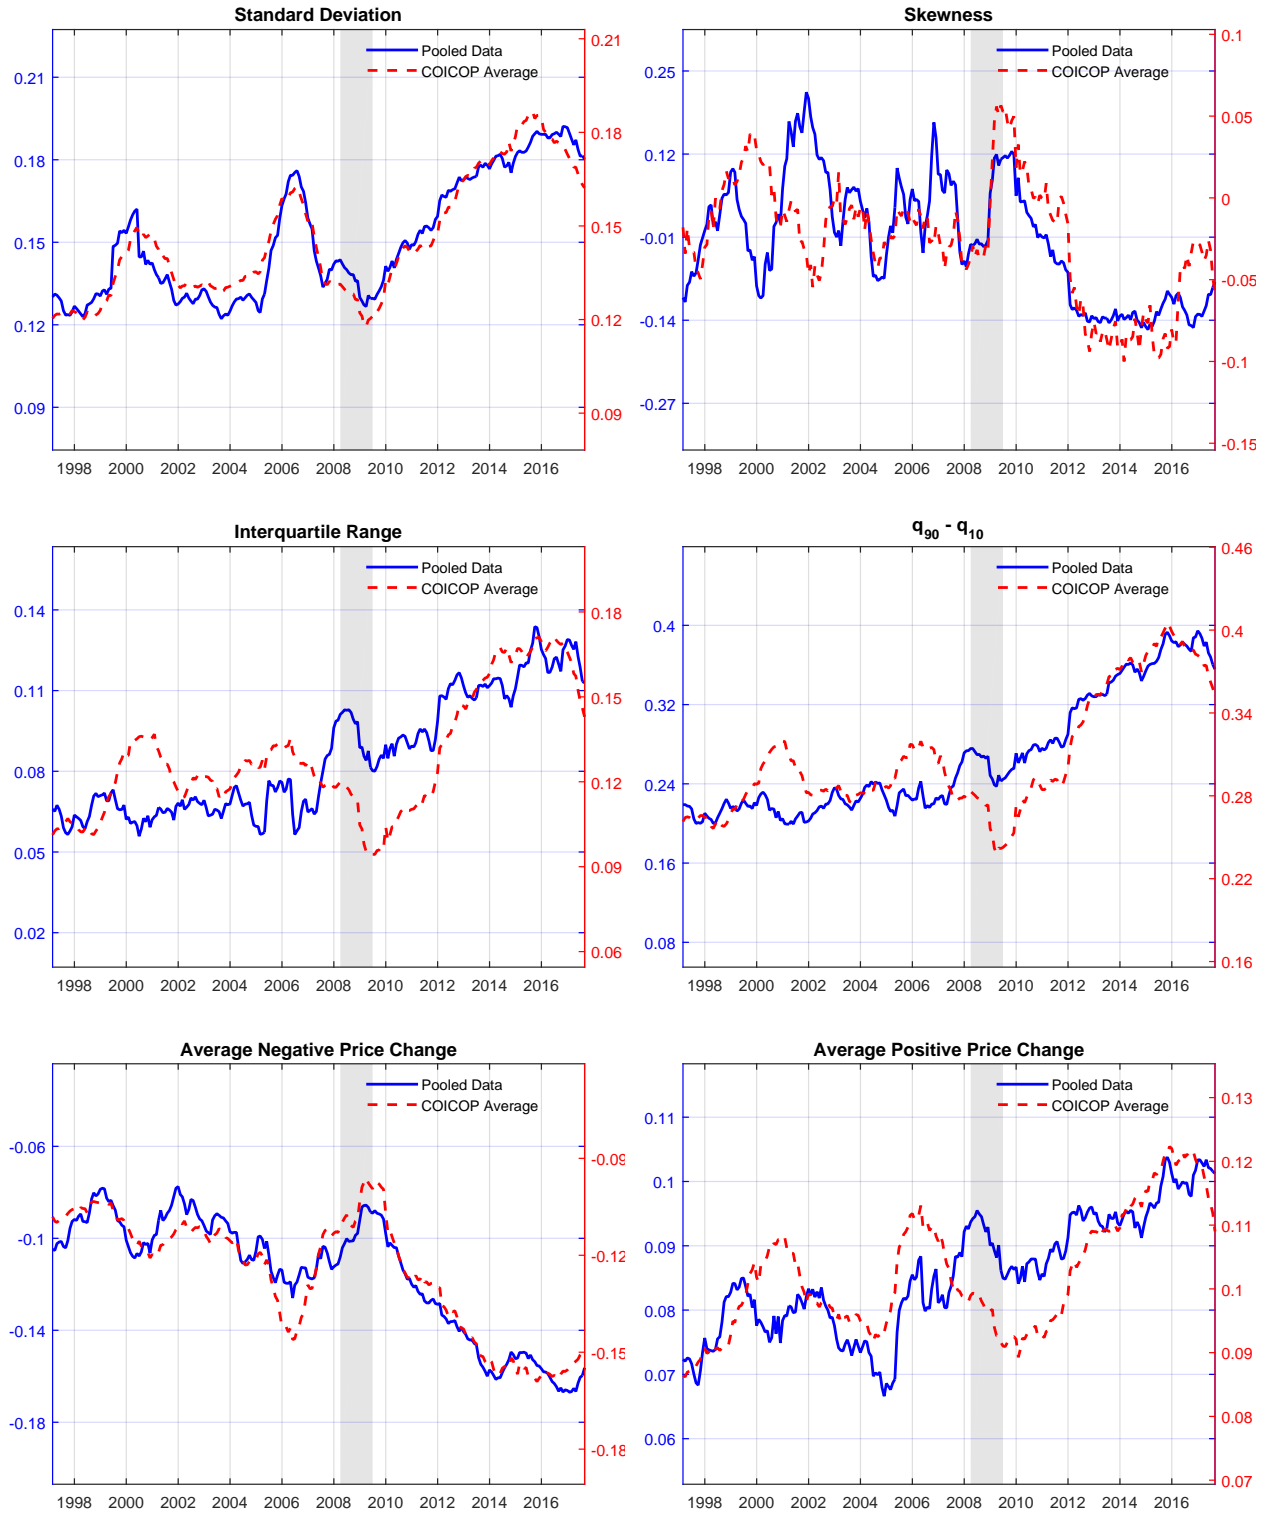 Standard Deviation
Pooled Data
COICOP Average
0.21
0.18
0.15
0.12
0.09
0.21
0.18
0.15
0.12
0.09
1998 2000 2002 2004 2006 2008 2010 2012 2014 2016
Skewness
Pooled Data
COICOP Average
0.25
0.12
-0.01
-0.14
-0.27
0.1
0.05
0
-0.05
-0.1
-0.15
1998 2000 2002 2004 2006 2008 2010 2012 2014 2016
Interquartile Range
Pooled Data
COICOP Average
0.14
0.11
0.08
0.05
0.02
0.18
0.15
0.12
0.09
0.06
1998 2000 2002 2004 2006 2008 2010 2012 2014 2016
q90 - q10
Pooled Data
COICOP Average
0.4
0.32
0.24
0.16
0.08
0.46
0.4
0.34
0.28
0.22
0.16
1998 2000 2002 2004 2006 2008 2010 2012 2014 2016
Average Negative Price Change
Pooled Data
COICOP Average
-0.06
-0.1
-0.14
-0.18
-0.09
-0.12
-0.15
-0.18
1998 2000 2002 2004 2006 2008 2010 2012 2014 2016
Average Positive Price Change
Pooled Data
COICOP Average
0.11
0.1
0.09
0.08
0.07
0.06
0.13
0.12
0.11
0.1
0.09
0.08
0.07
1998 2000 2002 2004 2006 2008 2010 2012 2014 2016